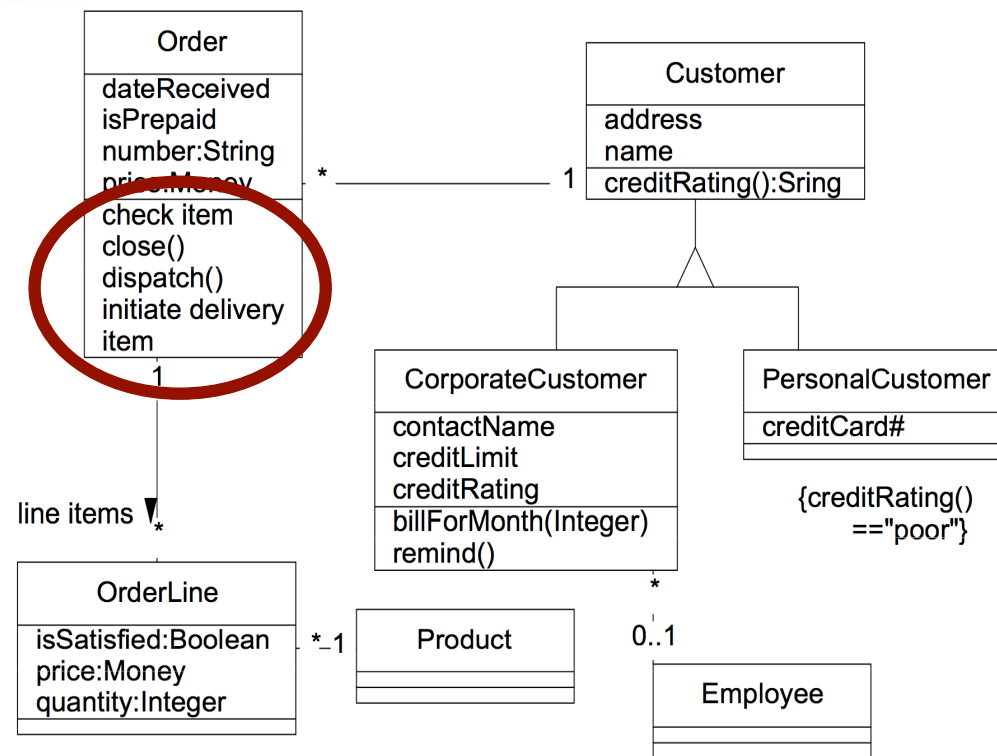 Order
dateReceived
isPrepaid
number:String
price:Money
check item
close()
dispatch()
initiate delivery
item
*
1
Customer
address
name
creditRating():Sring
1
line items
*
CorporateCustomer
contactName
creditLimit
creditRating
billForMonth(Integer)
remind()
PersonalCustomer
creditCard#
{creditRating()
=="poor"}
OrderLine
isSatisfied:Boolean
price:Money
quantity:Integer
*
1
Product
*
0..1
Employee